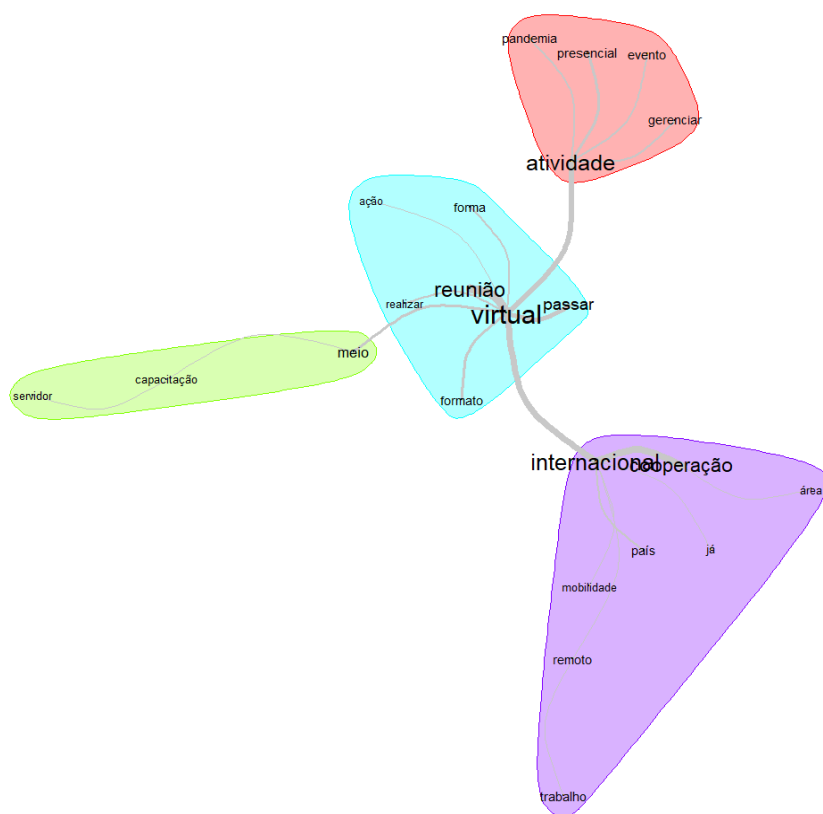 pandemia
presencial
evento
gerenciar
atividade
ação
forma
reunião
realizar
passar
virtual
meio
capacitação
servidor
formato
internacional
cooperação
área
país
já
mobilidade
remoto
trabalho